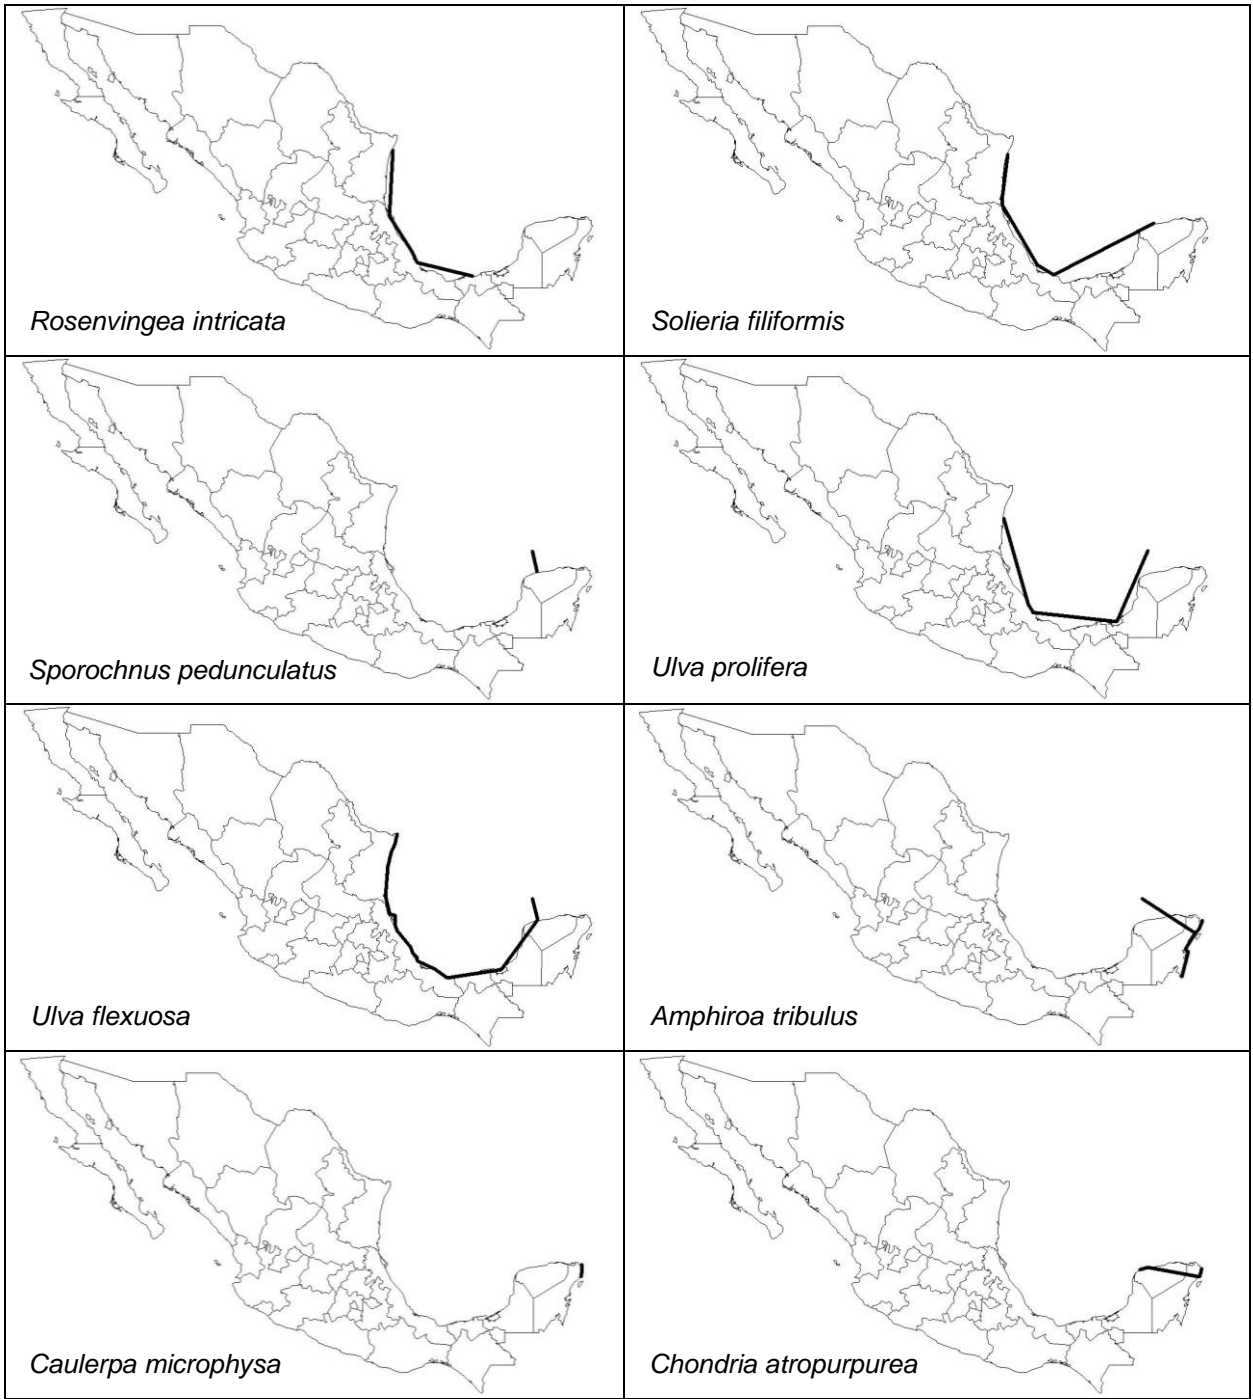 Rosenvingea intricata
Solieria filiformis
Sporochnus pedunculatus
Ulva prolifera
Ulva flexuosa
Amphiroa tribulus
Caulerpa microphysa
Chondria atropurpurea